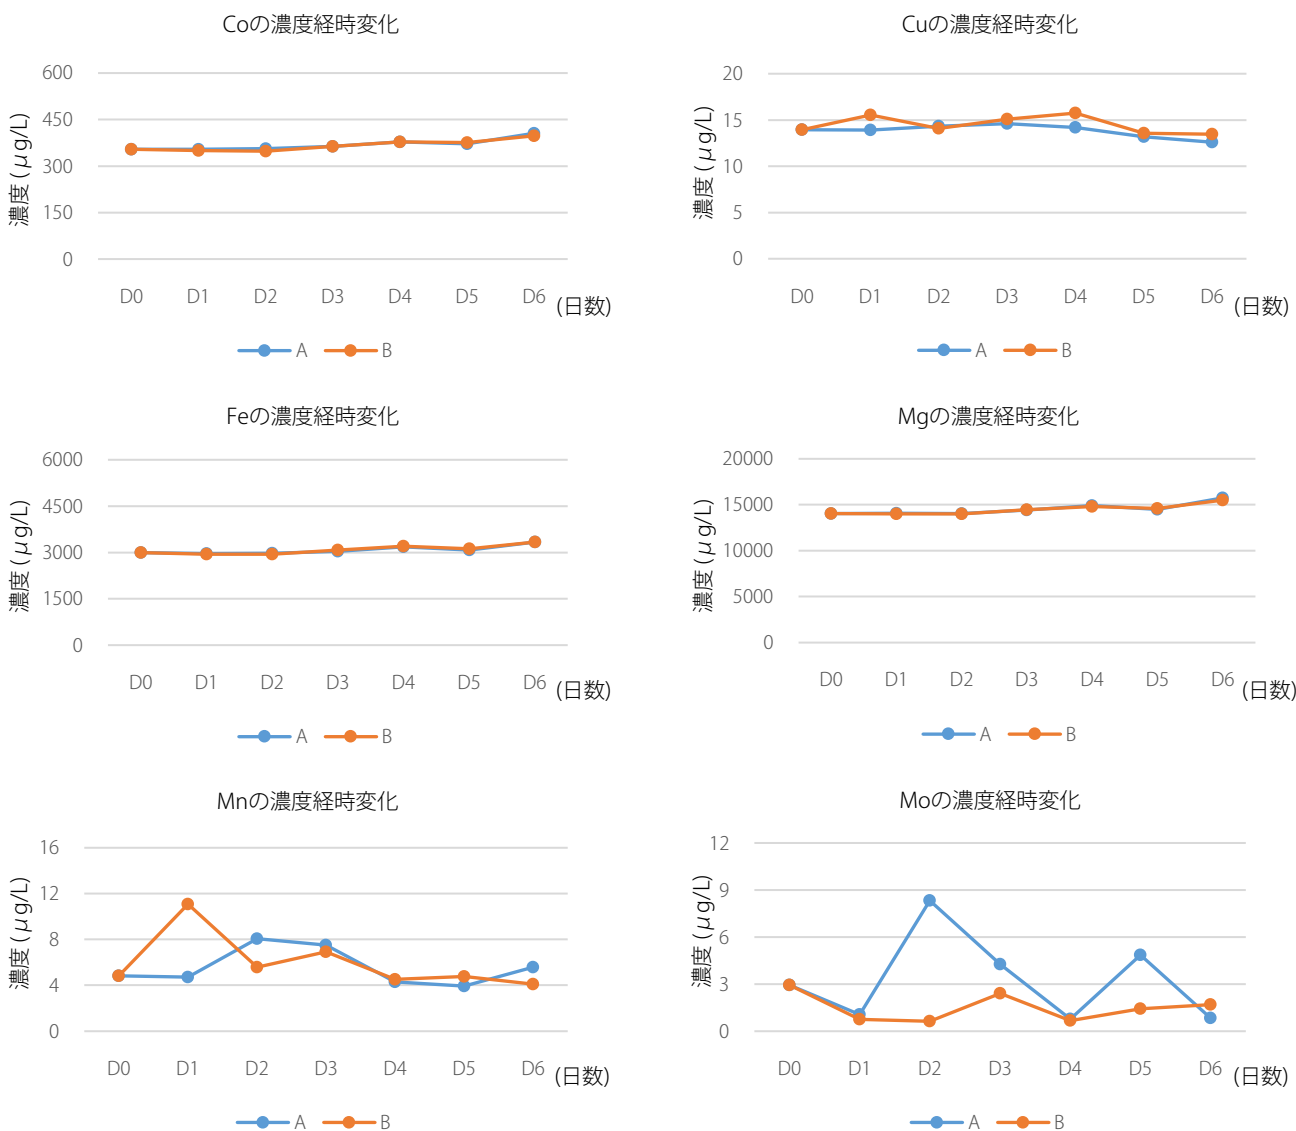 Coの濃度経時変化
濃度 (μg/L)
600
450
300
150
0
D0 D1 D2 D3 D4 D5 D6 (日数)
A B
Cuの濃度経時変化
濃度 (μg/L)
20
15
10
5
0
D0 D1 D2 D3 D4 D5 D6 (日数)
A B
Feの濃度経時変化
濃度 (μg/L)
6000
4500
3000
1500
0
D0 D1 D2 D3 D4 D5 D6 (日数)
A B
Mgの濃度経時変化
濃度 (μg/L)
20000
15000
10000
5000
0
D0 D1 D2 D3 D4 D5 D6 (日数)
A B
Mnの濃度経時変化
濃度 (μg/L)
16
12
8
4
0
D0 D1 D2 D3 D4 D5 D6 (日数)
A B
Moの濃度経時変化
濃度 (μg/L)
12
9
6
3
0
D0 D1 D2 D3 D4 D5 D6 (日数)
A B